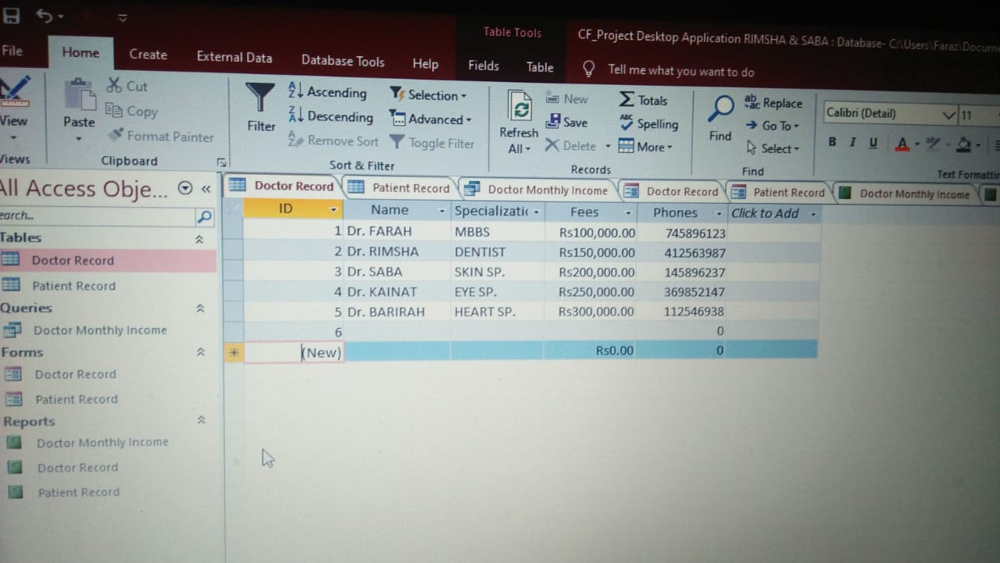 Table Tools
CF_Project Desktop Application RIMSHA & SABA : Database- C:\Users\Faraz\Docume
File Home Create External Data Database Tools Help Fields Table Tell me what you want to do
View
Views
Paste
Cut
Copy
Format Painter
Clipboard
Filter
Ascending
Descending
Remove Sort
Selection
Advanced
Toggle Filter
Sort & Filter
Refresh
All
New
Save
Delete
Totals
Spelling
More
Records
Find
Replace
Go To
Select
Find
Calibri (Detail) 11
B I U A
Text Formattin
All Access Obje...
earch...
Tables
Doctor Record
Patient Record
Queries
Doctor Monthly Income
Forms
Doctor Record
Patient Record
Reports
Doctor Monthly Income
Doctor Record
Patient Record
Doctor Record Patient Record Doctor Monthly Income Doctor Record Patient Record Doctor Monthly Income
ID Name Specializatic Fees Phones Click to Add
1 Dr. FARAH MBBS Rs100,000.00 745896123
2 Dr. RIMSHA DENTIST Rs150,000.00 412563987
3 Dr. SABA SKIN SP. Rs200,000.00 145896237
4 Dr. KAINAT EYE SP. Rs250,000.00 369852147
5 Dr. BARIRAH HEART SP. Rs300,000.00 112546938
6 0
(New) Rs0.00 0